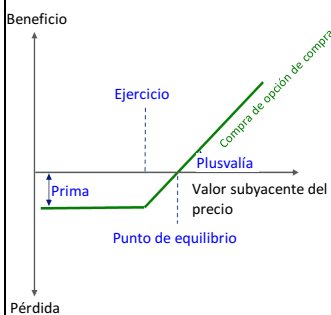 Beneficio
Compra de opción de compra
Ejercicio
Plusvalía
Prima
Valor subyacente del
precio
Punto de equilibrio
Pérdida